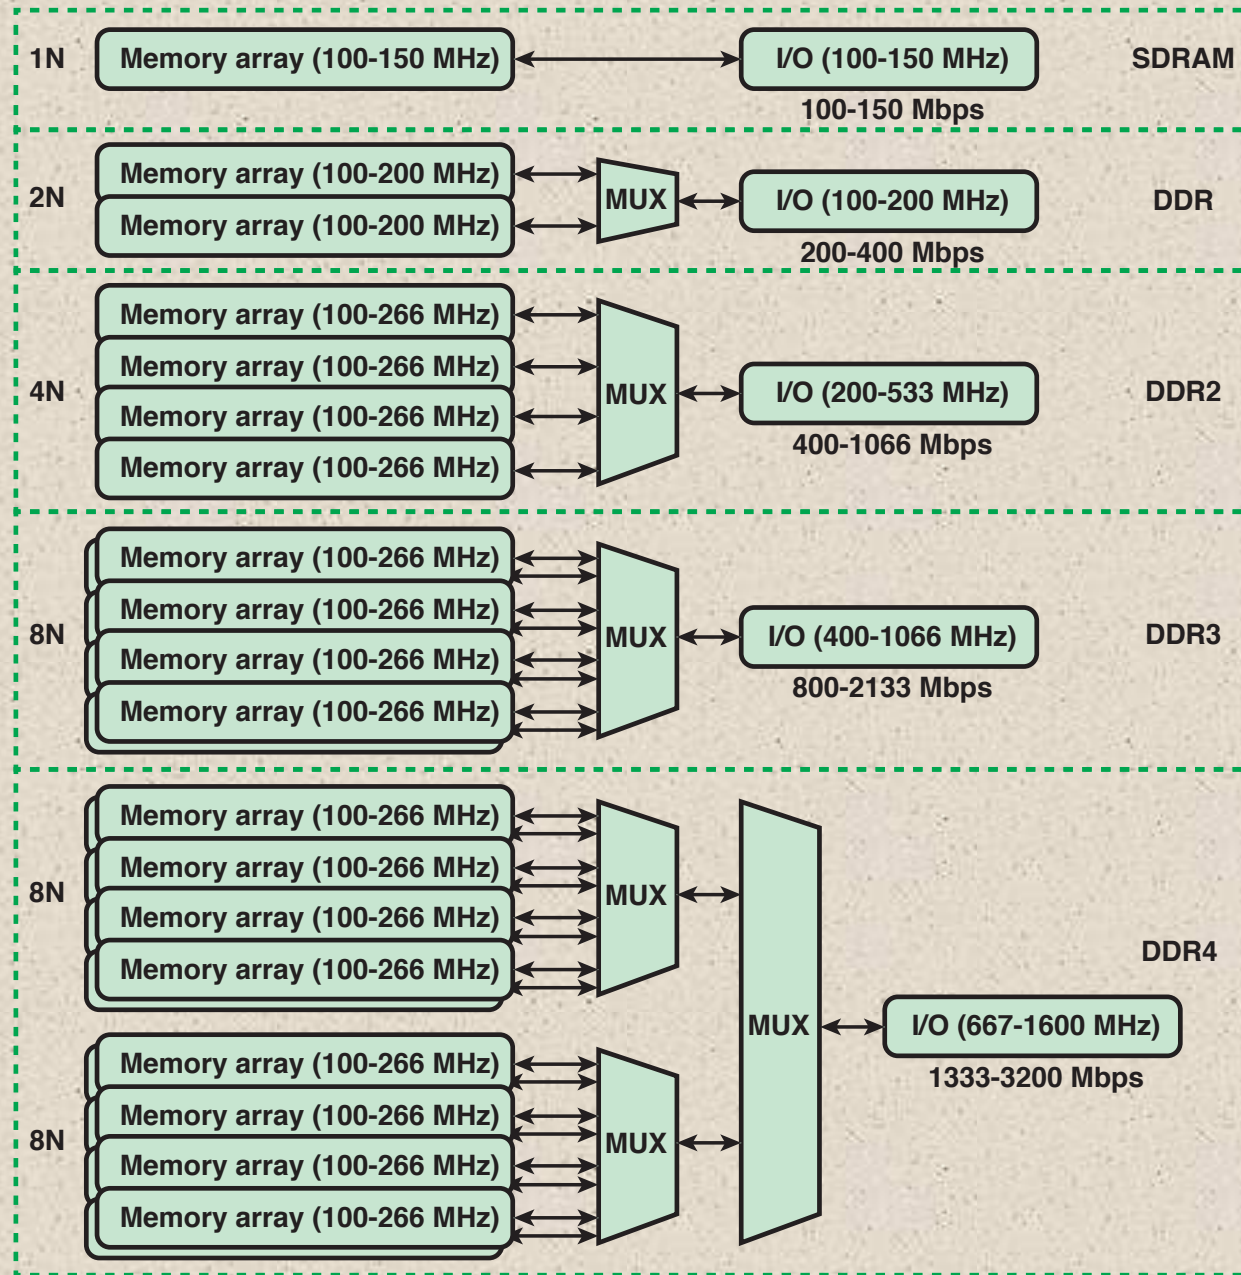 1N
Memory array (100-150 MHz)
I/O (100-150 MHz)
SDRAM
100-150 Mbps
2N
Memory array (100-200 MHz)
Memory array (100-200 MHz)
MUX
I/O (100-200 MHz)
DDR
200-400 Mbps
4N
Memory array (100-266 MHz)
Memory array (100-266 MHz)
Memory array (100-266 MHz)
Memory array (100-266 MHz)
MUX
I/O (200-533 MHz)
DDR2
400-1066 Mbps
8N
Memory array (100-266 MHz)
Memory array (100-266 MHz)
Memory array (100-266 MHz)
Memory array (100-266 MHz)
MUX
I/O (400-1066 MHz)
DDR3
800-2133 Mbps
8N
Memory array (100-266 MHz)
Memory array (100-266 MHz)
Memory array (100-266 MHz)
Memory array (100-266 MHz)
MUX
DDR4
MUX
I/O (667-1600 MHz)
1333-3200 Mbps
8N
Memory array (100-266 MHz)
Memory array (100-266 MHz)
Memory array (100-266 MHz)
Memory array (100-266 MHz)
MUX